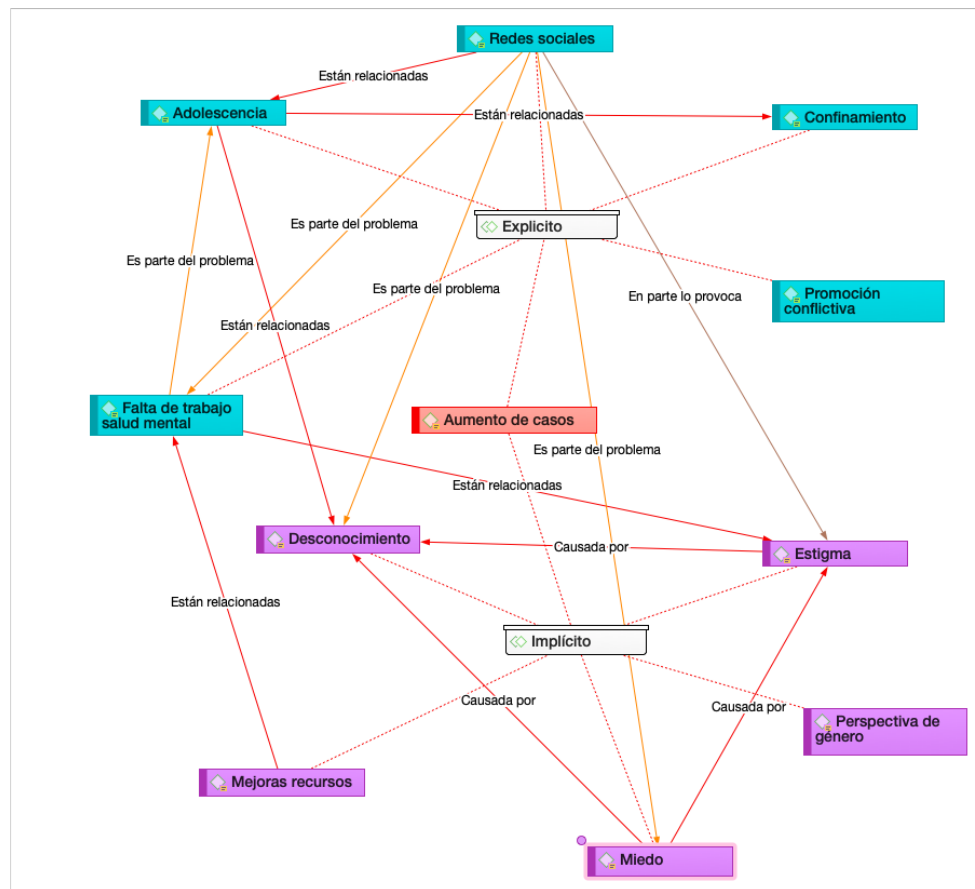 Redes sociales
Están relacionadas
Adolescencia
Están relacionadas
Confinamiento
Explicito
Es parte del problema
Es parte del problema
Es parte del problema
Promoción
conflictiva
En parte lo provoca
Están relacionadas
Falta de trabajo
salud mental
Aumento de casos
Es parte del problema
Están relacionadas
Desconocimiento
Causada por
Estigma
Están relacionadas
Implícito
Causada por
Causada por
Perspectiva de
género
Mejoras recursos
Miedo